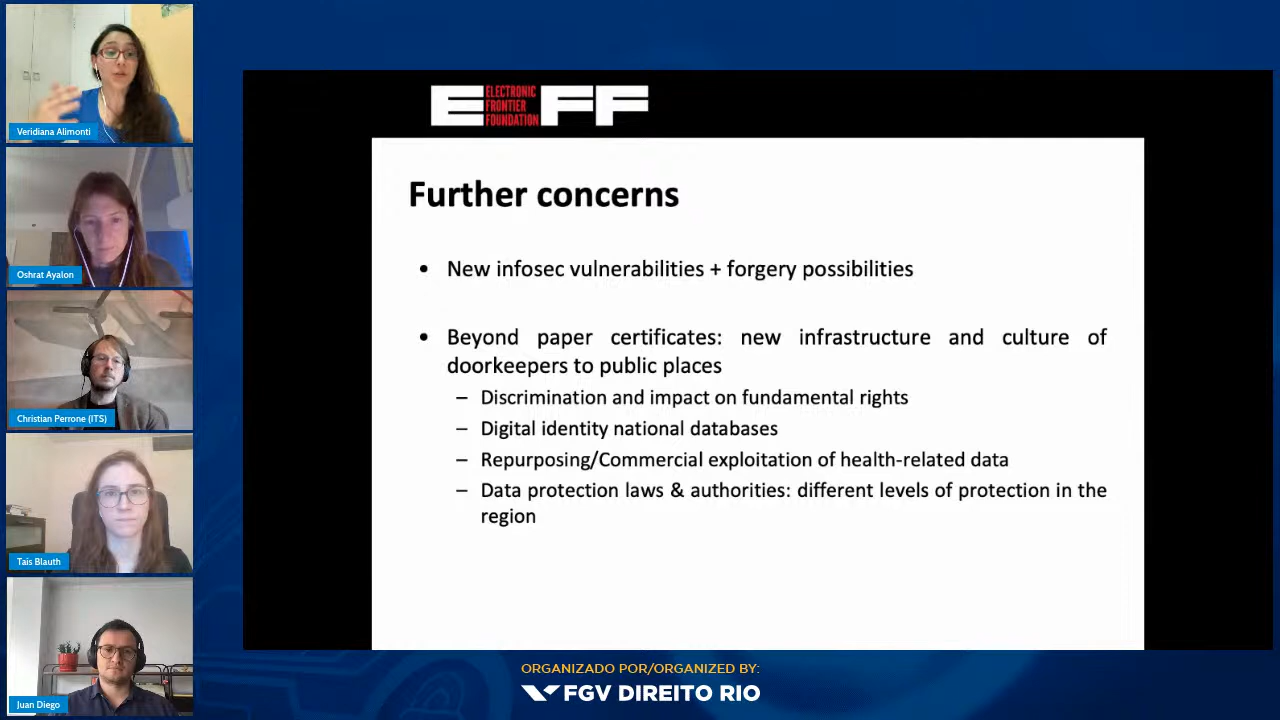 Veridiana Alimonti
Oshrat Ayalon
Christian Perrone (ITS)
Taís Blauth
Juan Diego
EFF
ELECTRONIC
FRONTIER
FOUNDATION
Further concerns
• New infosec vulnerabilities + forgery possibilities
• Beyond paper certificates: new infrastructure and culture of
doorkeepers to public places
– Discrimination and impact on fundamental rights
– Digital identity national databases
– Repurposing/Commercial exploitation of health-related data
– Data protection laws & authorities: different levels of protection in the
region
ORGANIZADO POR/ORGANIZED BY:
FGV DIREITO RIO